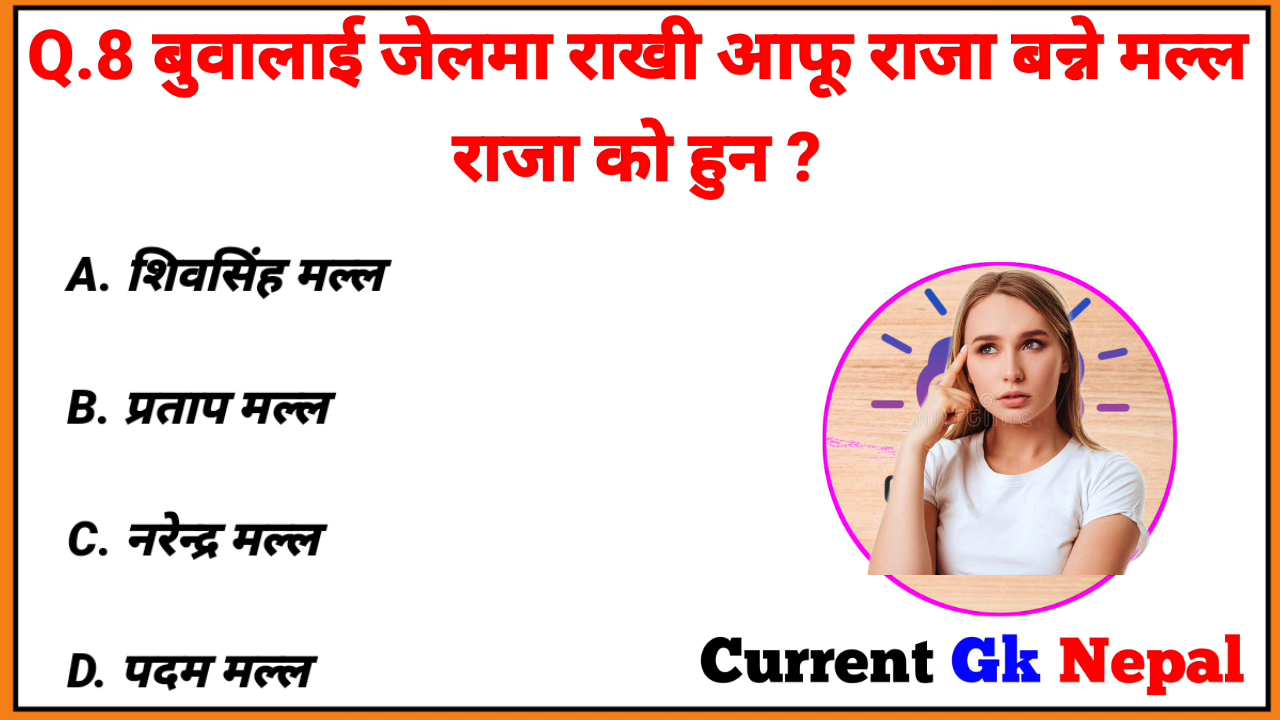 Q.8 बुवालाई जेलमा राखी आफू राजा बन्ने मल्ल
राजा को हुन ?
A. शिवसिंह मल्ल
B. प्रताप मल्ल
C. नरेन्द्र मल्ल
D. पदम मल्ल
Current Gk Nepal